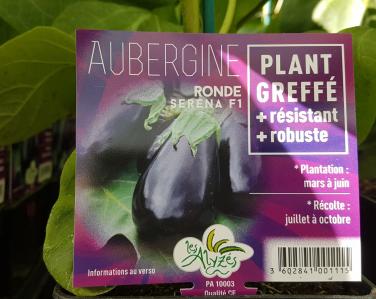 AUBERGINE
RONDE
SERENA F1
PLANT
GREFFÉ
+ résistant
+ robuste
* Plantation :
mars à juin
* Récolte :
juillet à octobre
les Alyzés
Informations au verso
PA 10003
Qualité CE
3 602841 001115